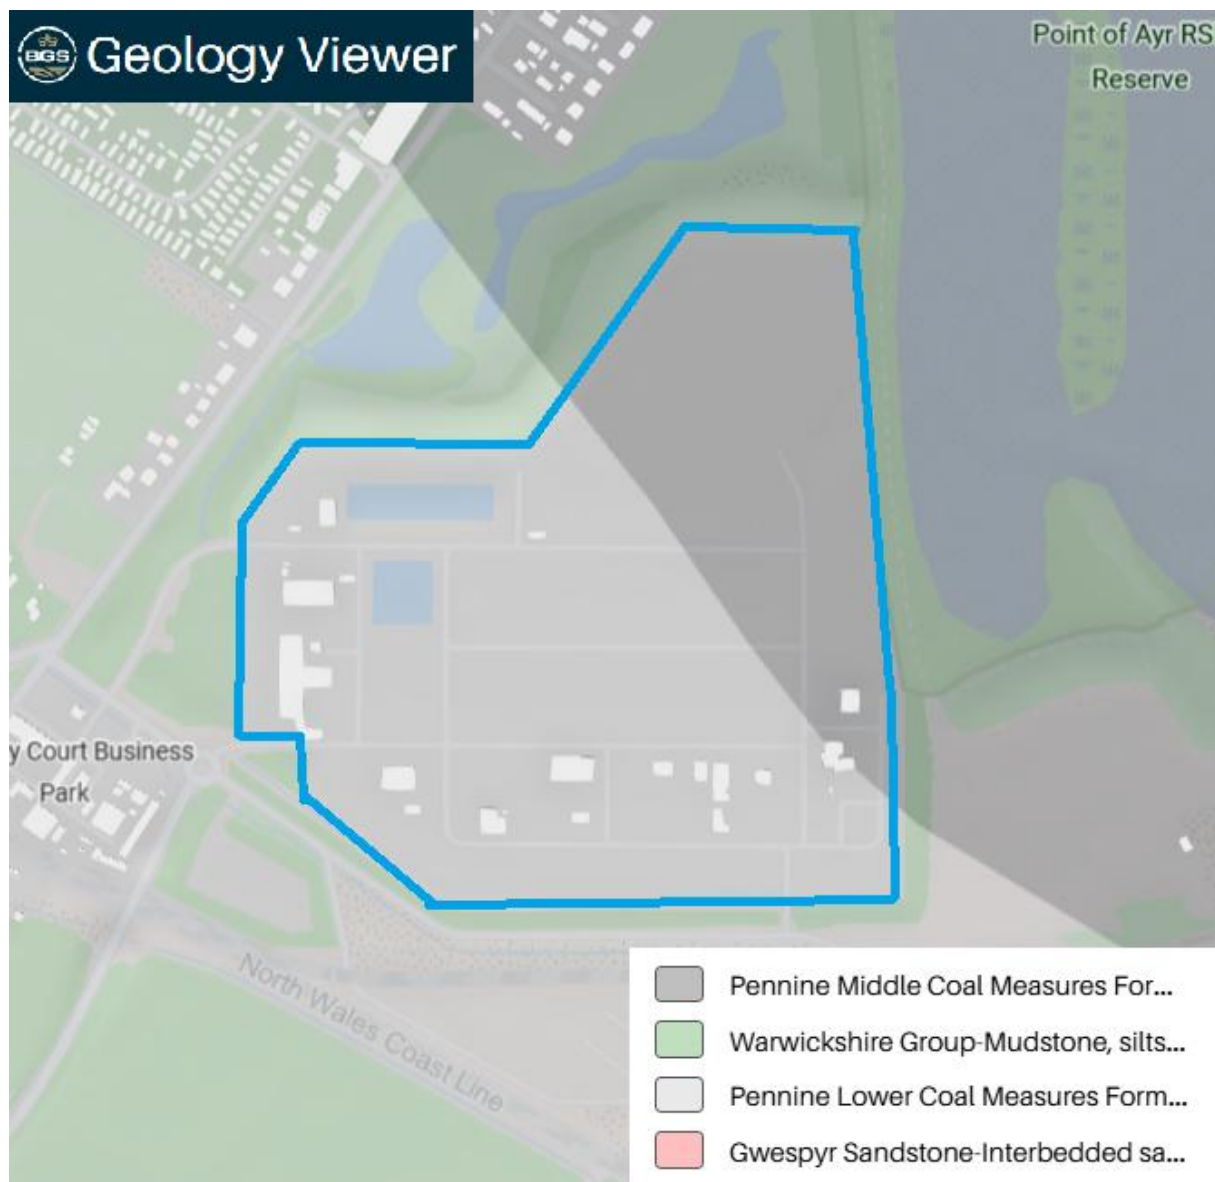 BGS Geology Viewer
Point of Ayr RS
Reserve
y Court Business
Park
North Wales Coast Line
Pennine Middle Coal Measures For...
Warwickshire Group-Mudstone, silts...
Pennine Lower Coal Measures Form...
Gwespyr Sandstone-Interbedded sa...